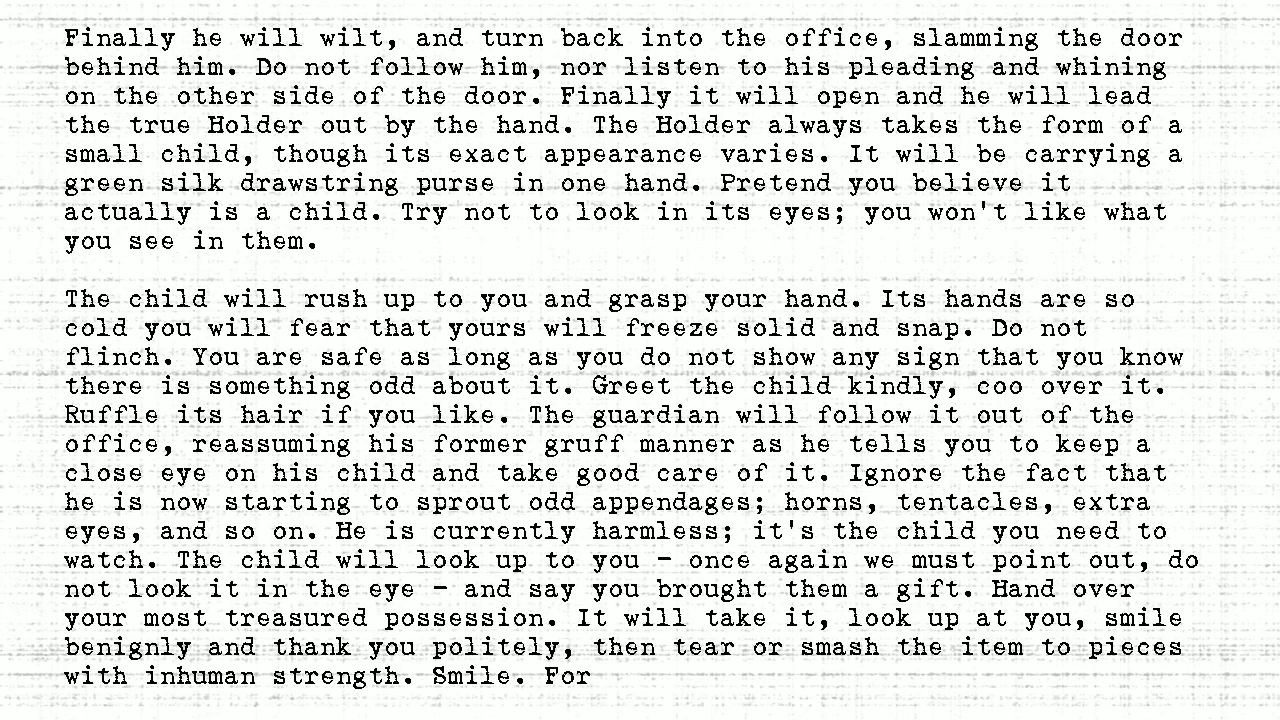 Finally he will wilt, and turn back into the office, slamming the door
behind him. Do not follow him, nor listen to his pleading and whining
on the other side of the door. Finally it will open and he will lead
the true Holder out by the hand. The Holder always takes the form of a
small child, though its exact appearance varies. It will be carrying a
green silk drawstring purse in one hand. Pretend you believe it
actually is a child. Try not to look in its eyes; you won't like what
you see in them.

The child will rush up to you and grasp your hand. Its hands are so
cold you will fear that yours will freeze solid and snap. Do not
flinch. You are safe as long as you do not show any sign that you know
there is something odd about it. Greet the child kindly, coo over it.
Ruffle its hair if you like. The guardian will follow it out of the
office, reassuming his former gruff manner as he tells you to keep a
close eye on his child and take good care of it. Ignore the fact that
he is now starting to sprout odd appendages; horns, tentacles, extra
eyes, and so on. He is currently harmless; it's the child you need to
watch. The child will look up to you - once again we must point out, do
not look it in the eye - and say you brought them a gift. Hand over
your most treasured possession. It will take it, look up at you, smile
benignly and thank you politely, then tear or smash the item to pieces
with inhuman strength. Smile. For